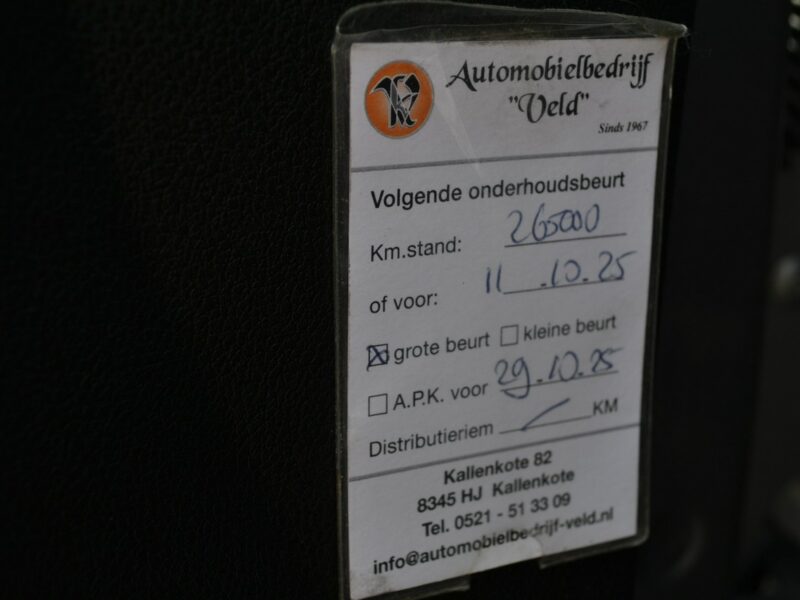 Automobielbedrijf
"Veld"
Sinds 1967
Volgende onderhoudsbeurt
Km.stand: 265000
of voor: 11.10.25
grote beurt kleine beurt
A.P.K. voor 29.10.25
Distributieriem KM
Kallenkote 82
8345 HJ Kallenkote
Tel. 0521 - 51 33 09
info@automobielbedrijf-veld.nl